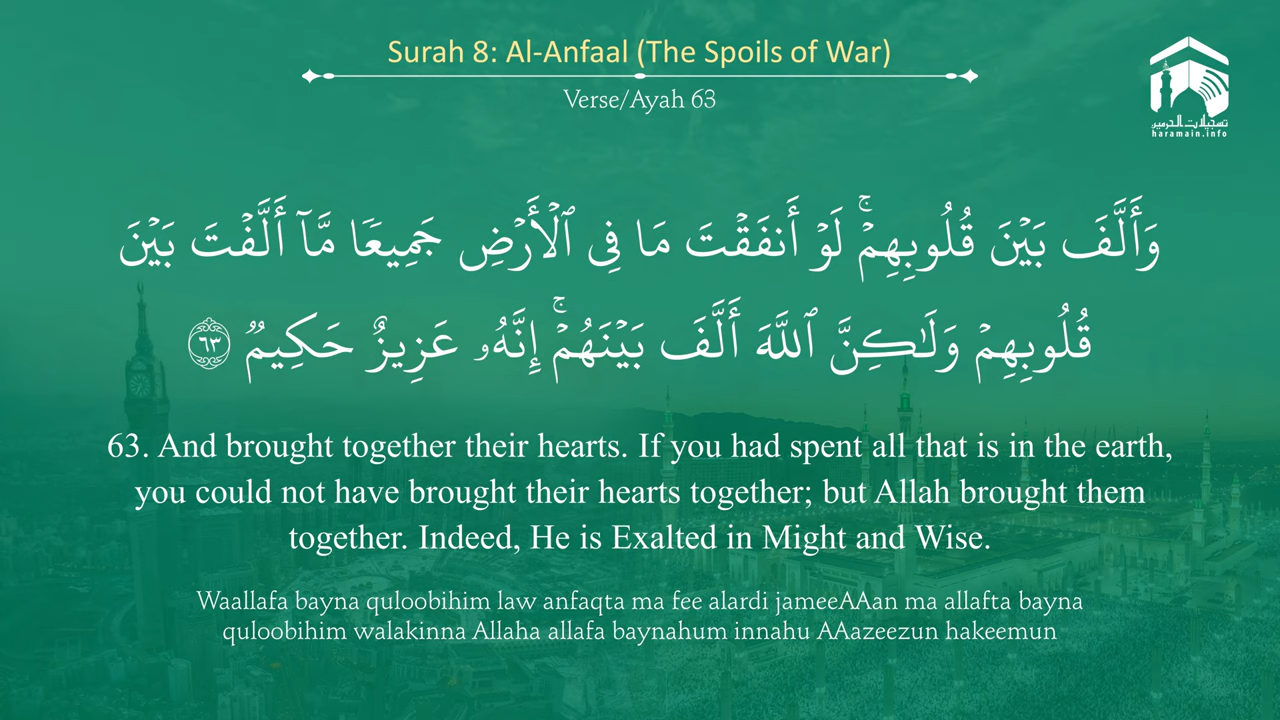 Surah 8: Al-Anfaal (The Spoils of War)
Verse/Ayah 63
تسجيلات الحرمين
haramain.info
وَأَلَّفَ بَيۡنَ قُلُوبِهِمۡۚ لَوۡ أَنفَقۡتَ مَا فِي ٱلۡأَرۡضِ جَمِيعٗا مَّآ أَلَّفۡتَ بَيۡنَ
قُلُوبِهِمۡ وَلَٰكِنَّ ٱللَّهَ أَلَّفَ بَيۡنَهُمۡۚ إِنَّهُۥ عَزِيزٌ حَكِيمٞ ٦٣
63. And brought together their hearts. If you had spent all that is in the earth,
you could not have brought their hearts together; but Allah brought them
together. Indeed, He is Exalted in Might and Wise.
Waallafa bayna quloobihim law anfaqta ma fee alardi jameeAAan ma allafta bayna
quloobihim walakinna Allaha allafa baynahum innahu AAazeezun hakeemun